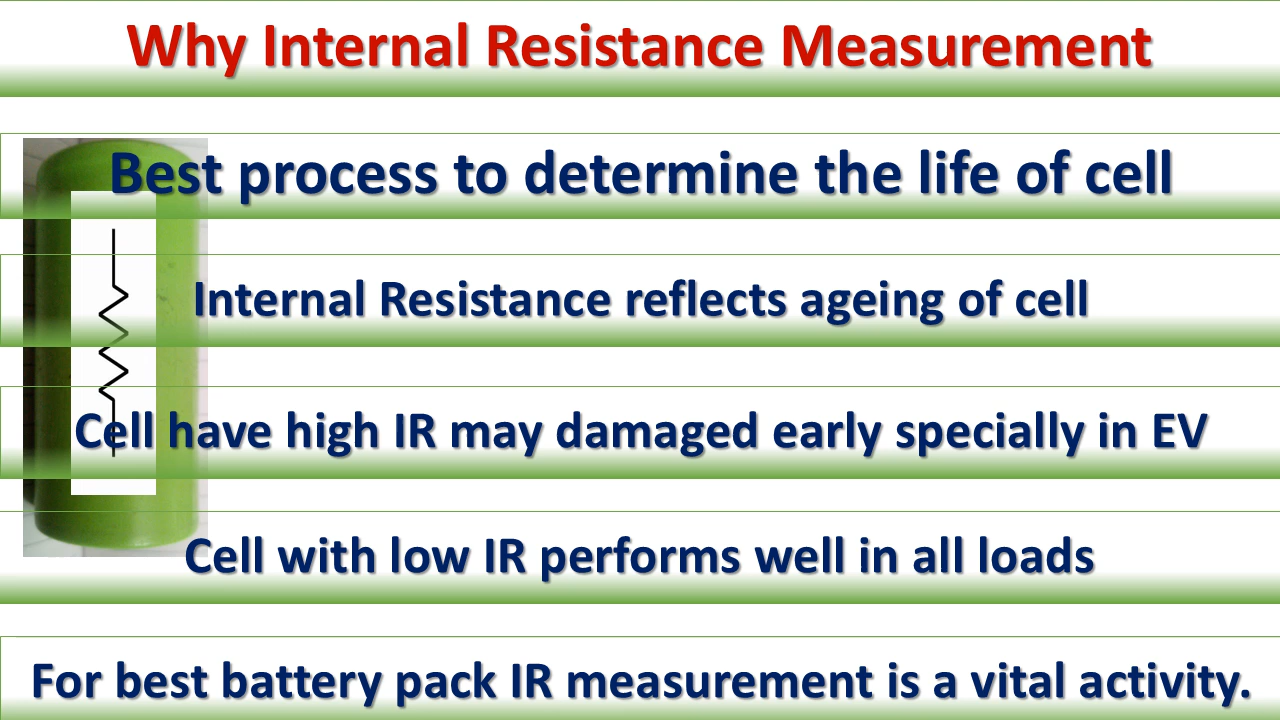 Why Internal Resistance Measurement
Best process to determine the life of cell
Internal Resistance reflects ageing of cell
Cell have high IR may damaged early specially in EV
Cell with low IR performs well in all loads
For best battery pack IR measurement is a vital activity.